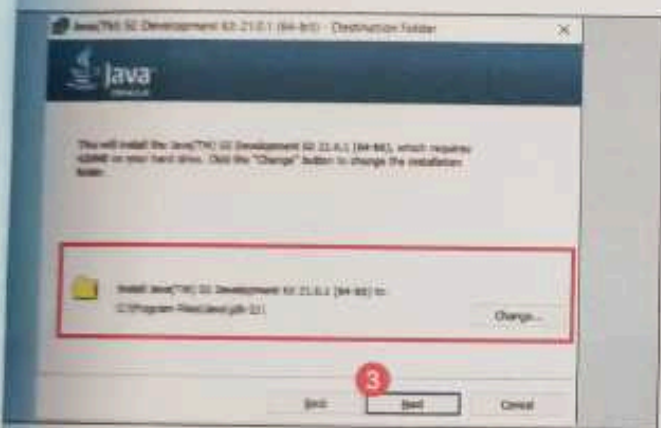 Java(TM) SE Development Kit 21.0.1 (64-bit) - Destination Folder
Java
ORACLE
This will install the Java(TM) SE Development Kit 21.0.1 (64-bit), which requires
on your hard drive. Click the "Change" button to change the installation
folder.
Install Java(TM) SE Development Kit 21.0.1 (64-bit) to:
C:\Program Files\Java\jdk-21\
Change...
3
Back
Next
Cancel